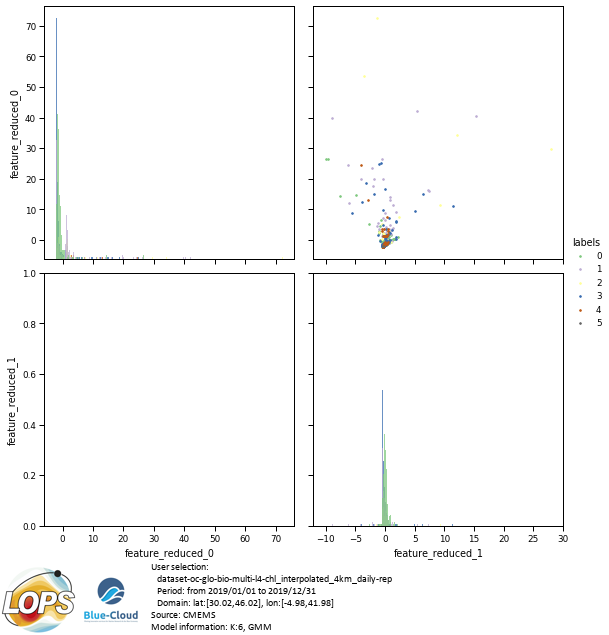 70
60
50
40
30
20
10
0
feature_reduced_0
labels
0
1
2
3
4
5
1.0
0.8
0.6
0.4
0.2
0.0
feature_reduced_1
0 10 20 30 40 50 60 70
feature_reduced_0
−10 −5 0 5 10 15 20 25 30
feature_reduced_1
LOPS
Blue-Cloud
User selection:
dataset-oc-glo-bio-multi-l4-chl_interpolated_4km_daily-rep
Period: from 2019/01/01 to 2019/12/31
Domain: lat:[30.02,46.02], lon:[-4.98,41.98]
Source: CMEMS
Model information: K:6, GMM